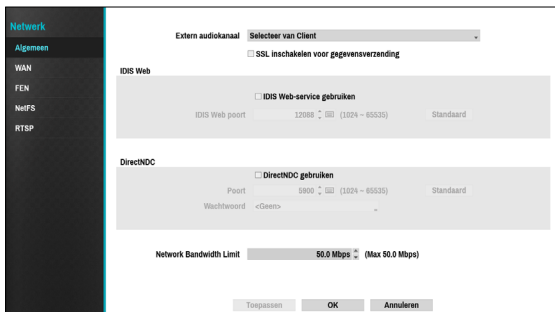 Netwerk
Algemeen
WAN
FEN
NetFS
RTSP
Extern audiokanaal Selecteer van Client
SSL inschakelen voor gegevensverzending
IDIS Web
IDIS Web-service gebruiken
IDIS Web poort 12088 (1024 ~ 65535) Standaard
DirectNDC
DirectNDC gebruiken
Poort 5900 (1024 ~ 65535) Standaard
Wachtwoord <Geen>
Network Bandwidth Limit 50.0 Mbps (Max 50.0 Mbps)
Toepassen OK Annuleren